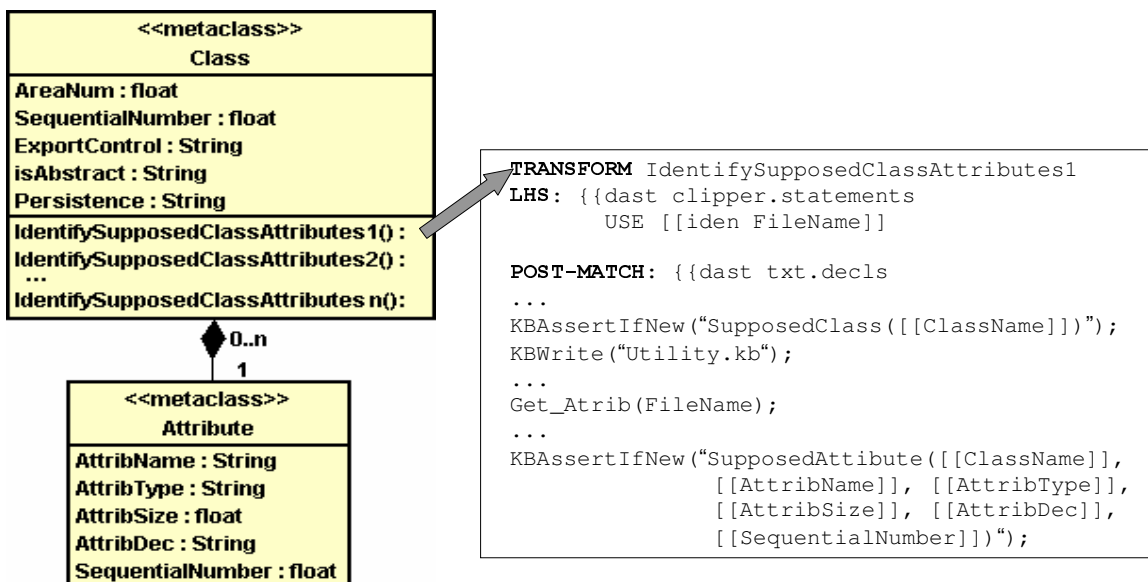 <<metaclass>>
Class
AreaNum : float
SequentialNumber : float
ExportControl : String
isAbstract : String
Persistence : String
IdentifySupposedClassAttributes1() :
IdentifySupposedClassAttributes2() :
...
IdentifySupposedClassAttributes n():
0..n
1
<<metaclass>>
Attribute
AttribName : String
AttribType : String
AttribSize : float
AttribDec : String
SequentialNumber : float
TRANSFORM IdentifySupposedClassAttributes1
LHS: {{dast clipper.statements
USE [[iden FileName]]
POST-MATCH: {{dast txt.decls
...
KBAssertIfNew(“SupposedClass([[ClassName]])”);
KBWrite(“Utility.kb“);
...
Get_Atrib(FileName);
...
KBAssertIfNew(“SupposedAttibute([[ClassName]],
[[AttribName]], [[AttribType]],
[[AttribSize]], [[AttribDec]],
[[SequentialNumber]])“);